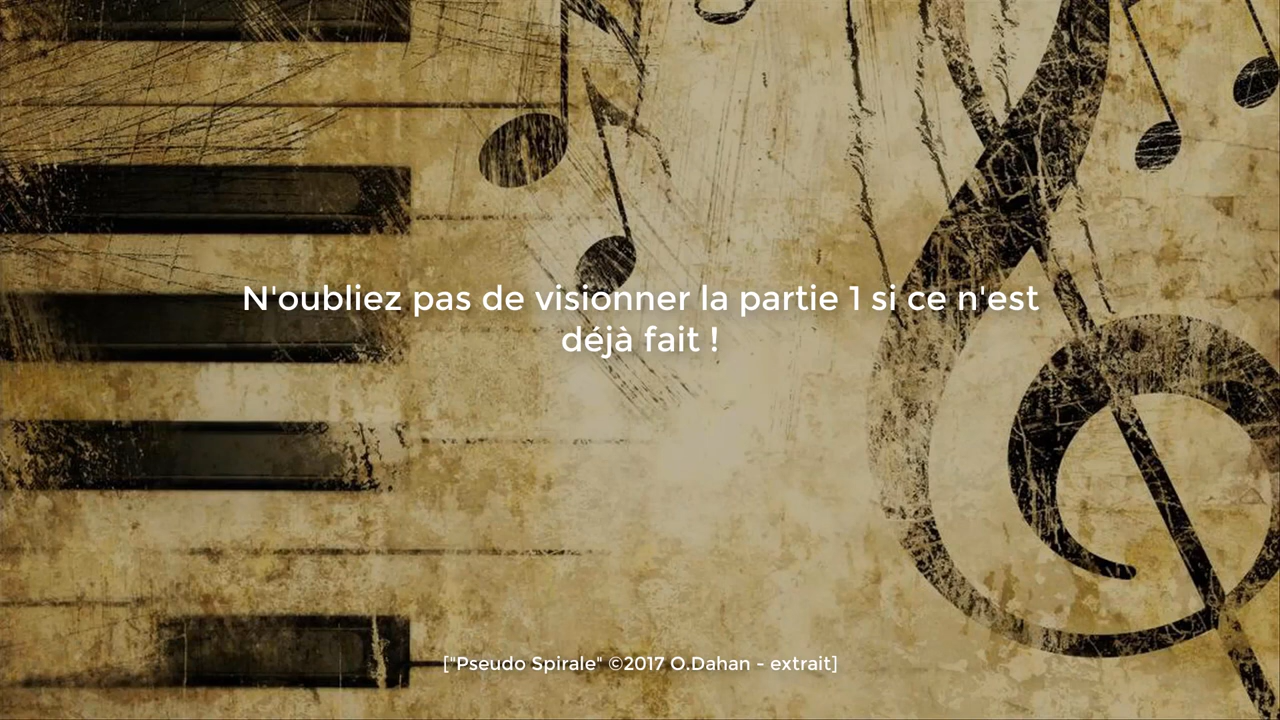 N'oubliez pas de visionner la partie 1 si ce n'est
déjà fait !
["Pseudo Spirale" ©2017 O.Dahan - extrait]